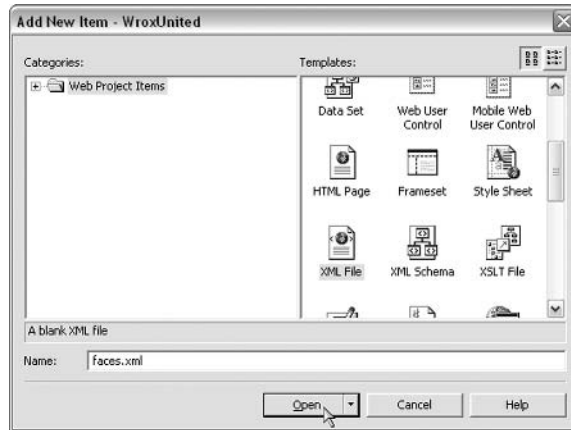 Add New Item - WroxUnited
Categories:
Templates:
Web Project Items
Data Set
Web User
Control
Mobile Web
User Control
HTML Page
Frameset
Style Sheet
XML File
XML Schema
XSLT File
A blank XML file
Name:
faces.xml
Open
Cancel
Help